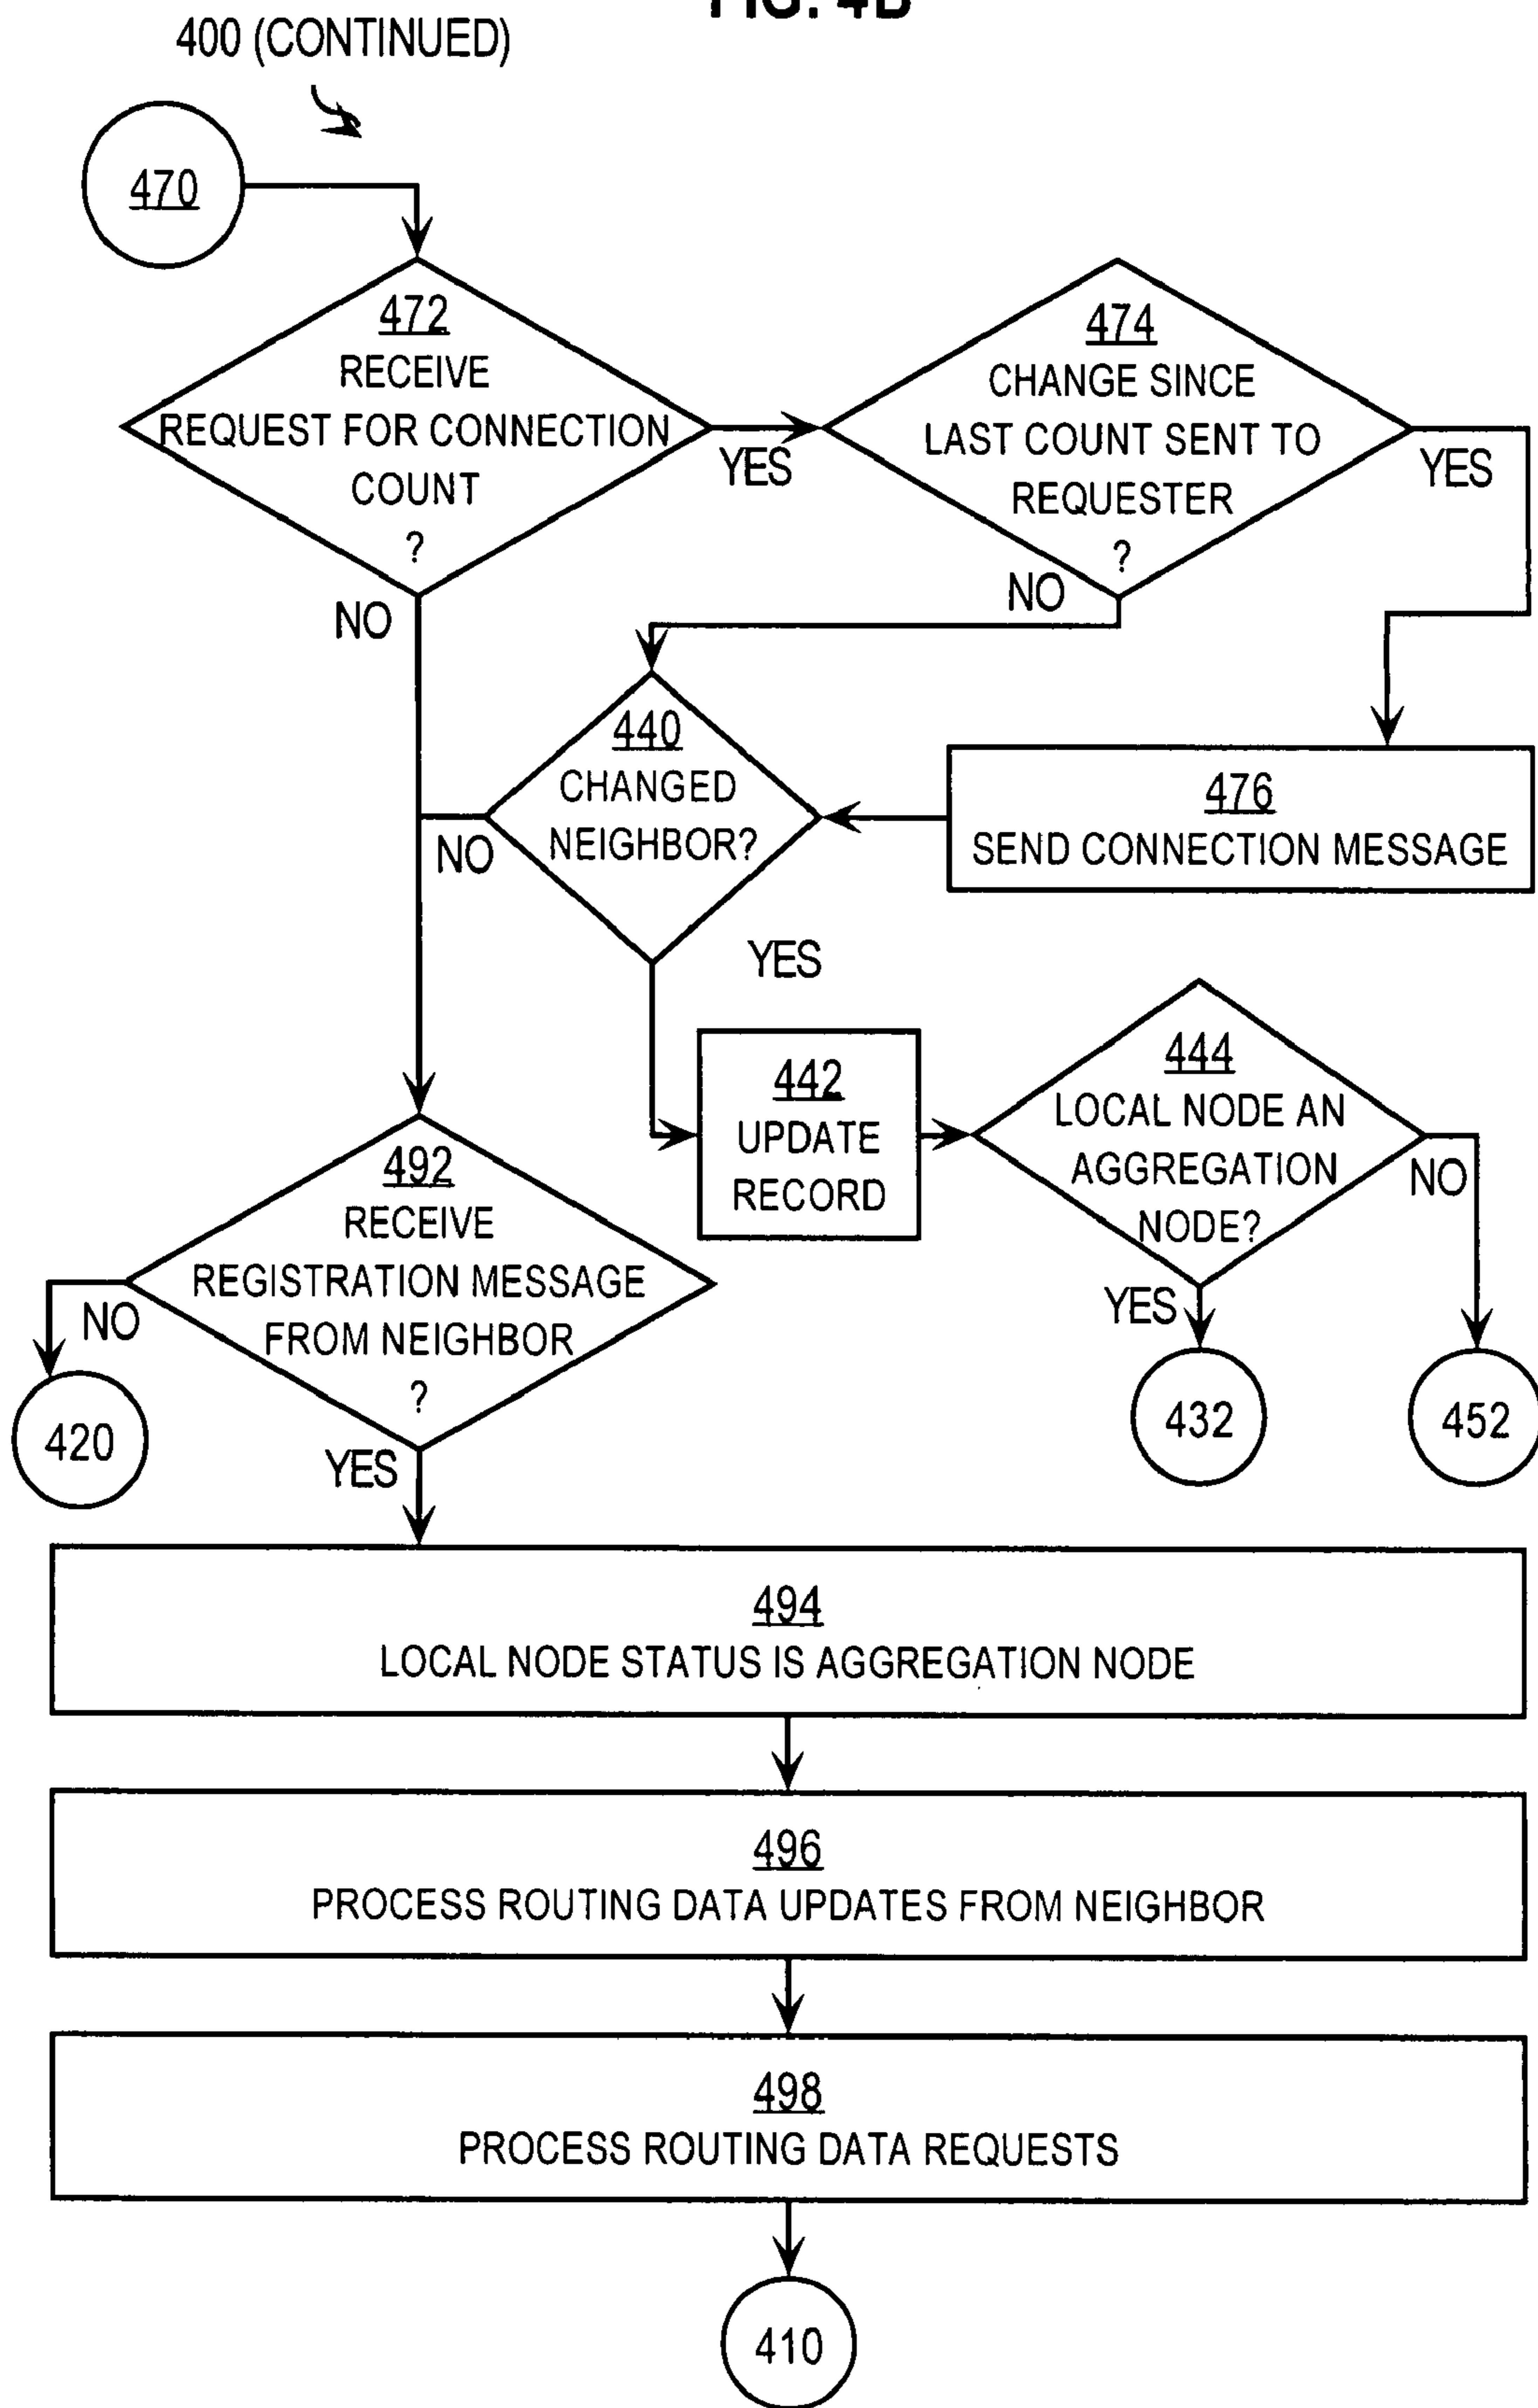 FIG. 4B
400 (CONTINUED)
470
472
RECEIVE
REQUEST FOR CONNECTION
COUNT
?
YES
NO
474
CHANGE SINCE
LAST COUNT SENT TO
REQUESTER
?
YES
NO
440
CHANGED
NEIGHBOR?
NO
YES
476
SEND CONNECTION MESSAGE
442
UPDATE
RECORD
444
LOCAL NODE AN
AGGREGATION
NODE?
NO
YES
432
452
492
RECEIVE
REGISTRATION MESSAGE
FROM NEIGHBOR
?
NO
420
YES
494
LOCAL NODE STATUS IS AGGREGATION NODE
496
PROCESS ROUTING DATA UPDATES FROM NEIGHBOR
498
PROCESS ROUTING DATA REQUESTS
410